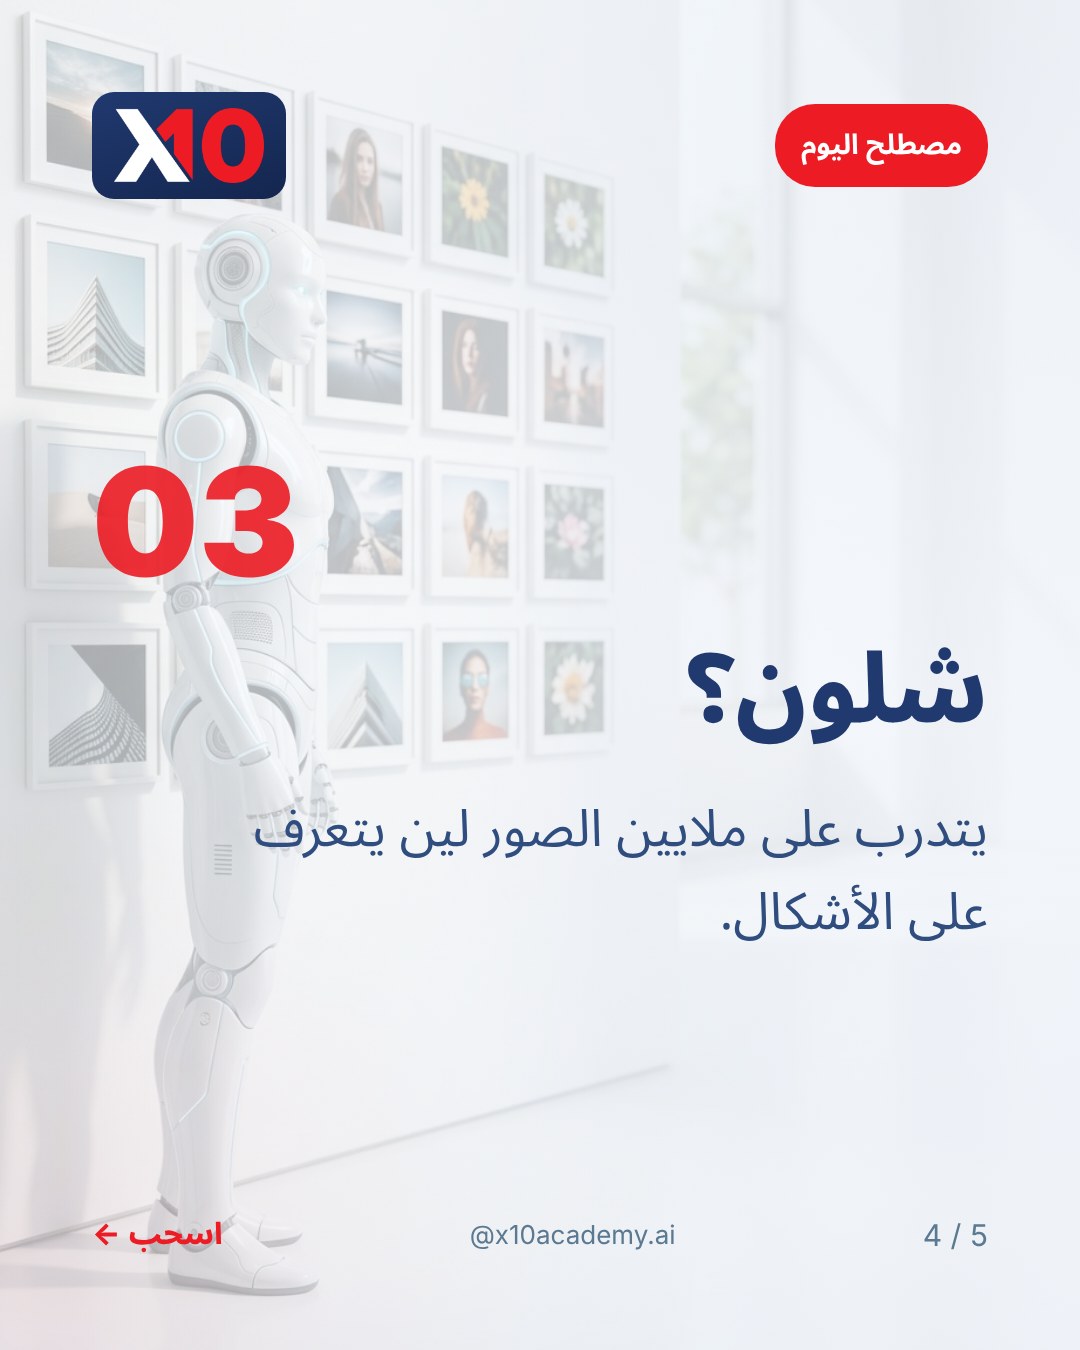 X10
مصطلح اليوم
03
شلون؟
يتدرب على ملايين الصور لين يتعرف
على الأشكال.
4 / 5
@x10academy.ai
اسحب ←